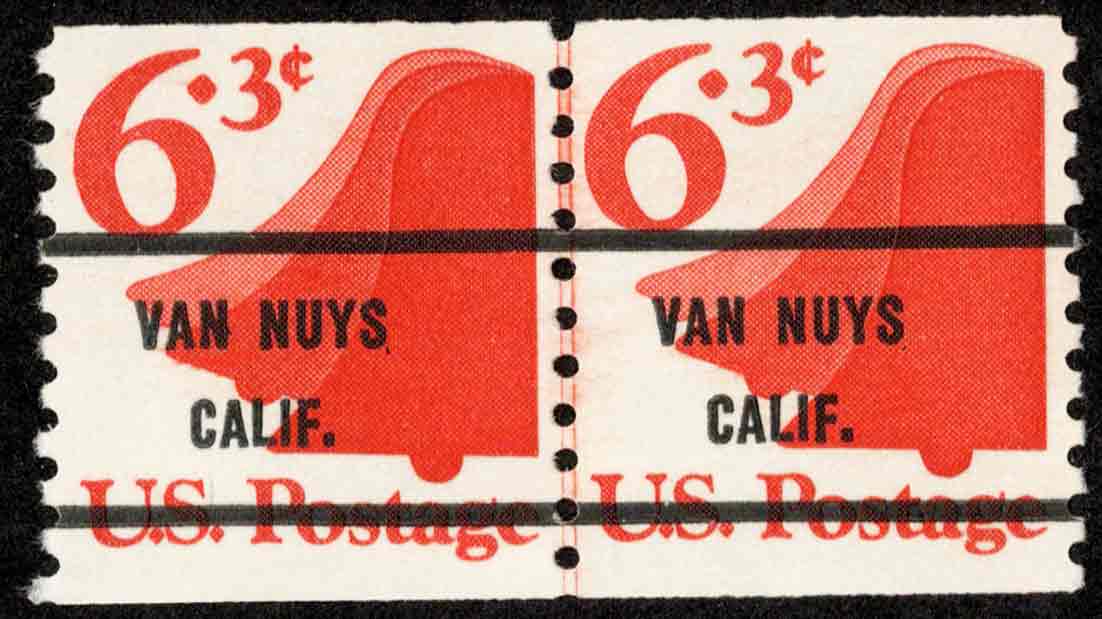 6·3¢
VAN NUYS
CALIF.
U.S. Postage
6·3¢
VAN NUYS
CALIF.
U.S. Postage